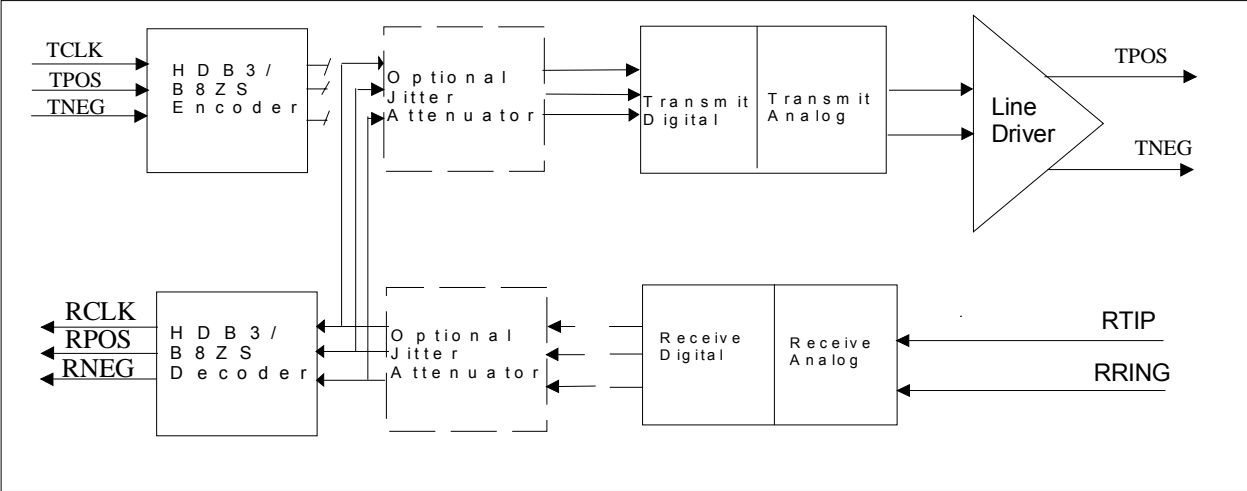 TCLK
TPOS
TNEG
HDB3/
B8ZS
Encoder
Optional
Jitter
Attenuator
Transmit
Digital
Transmit
Analog
Line
Driver
TPOS
TNEG
RCLK
RPOS
RNEG
HDB3/
B8ZS
Decoder
Optional
Jitter
Attenuator
Receive
Digital
Receive
Analog
RTIP
RRING